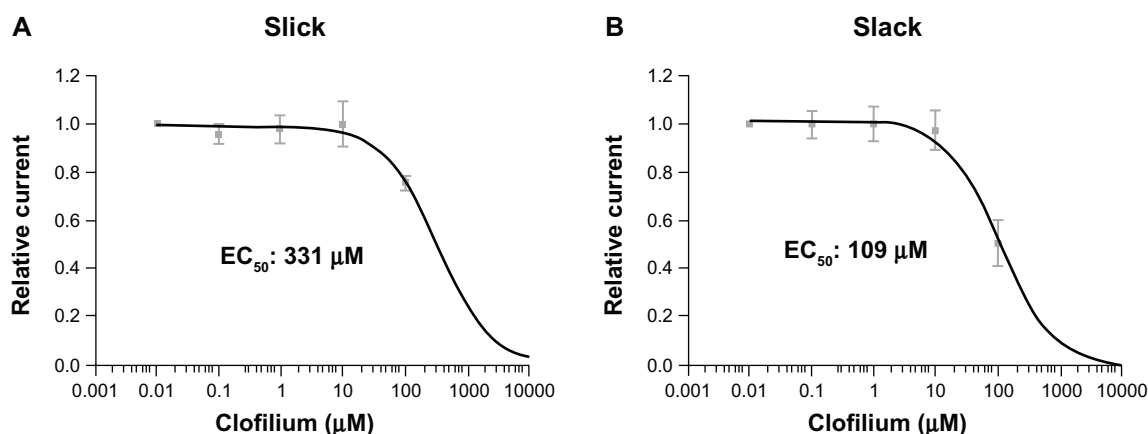 A
Slick
1.2
1.0
0.8
0.6
0.4
0.2
0.0
Relative current
EC50: 331 μM
0.001 0.01 0.1 1 10 100 1000 10000
Clofilium (μM)
B
Slack
1.2
1.0
0.8
0.6
0.4
0.2
0.0
Relative current
EC50: 109 μM
0.001 0.01 0.1 1 10 100 1000 10000
Clofilium (μM)